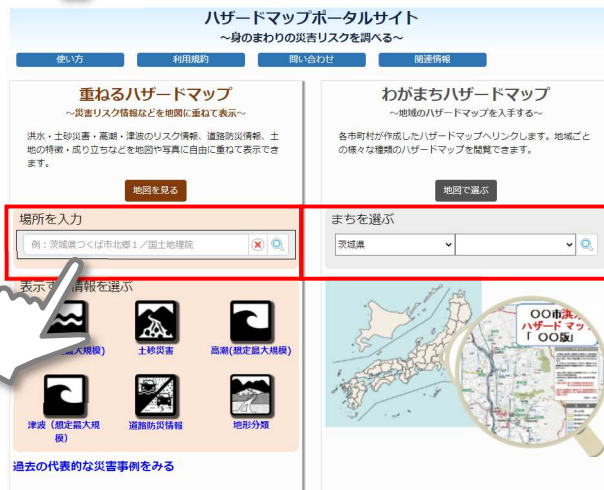 ハザードマップポータルサイト
~身のまわりの災害リスクを調べる~
使い方
利用規約
問い合わせ
関連情報
重ねるハザードマップ
~災害リスク情報などを地図に重ねて表示~
洪水・土砂災害・高潮・津波のリスク情報、道路防災情報、土
地の特徴・成り立ちなどを地図や写真に自由に重ねて表示でき
ます。
地図を見る
場所を入力
例:茨城県つくば市北郷1/国土地理院
表示す
情報を選ぶ
最大規模)
土砂災害
高潮(想定最大規模)
津波(想定最大規
模)
道路防災情報
地形分類
過去の代表的な災害事例をみる
わがまちハザードマップ
~地域のハザードマップを入手する~
各市町村が作成したハザードマップへリンクします。地域ごと
の様々な種類のハザードマップを閲覧できます。
地図で選ぶ
まちを選ぶ
茨城県
〇〇市洪
ハザードマッ
「 〇〇版」